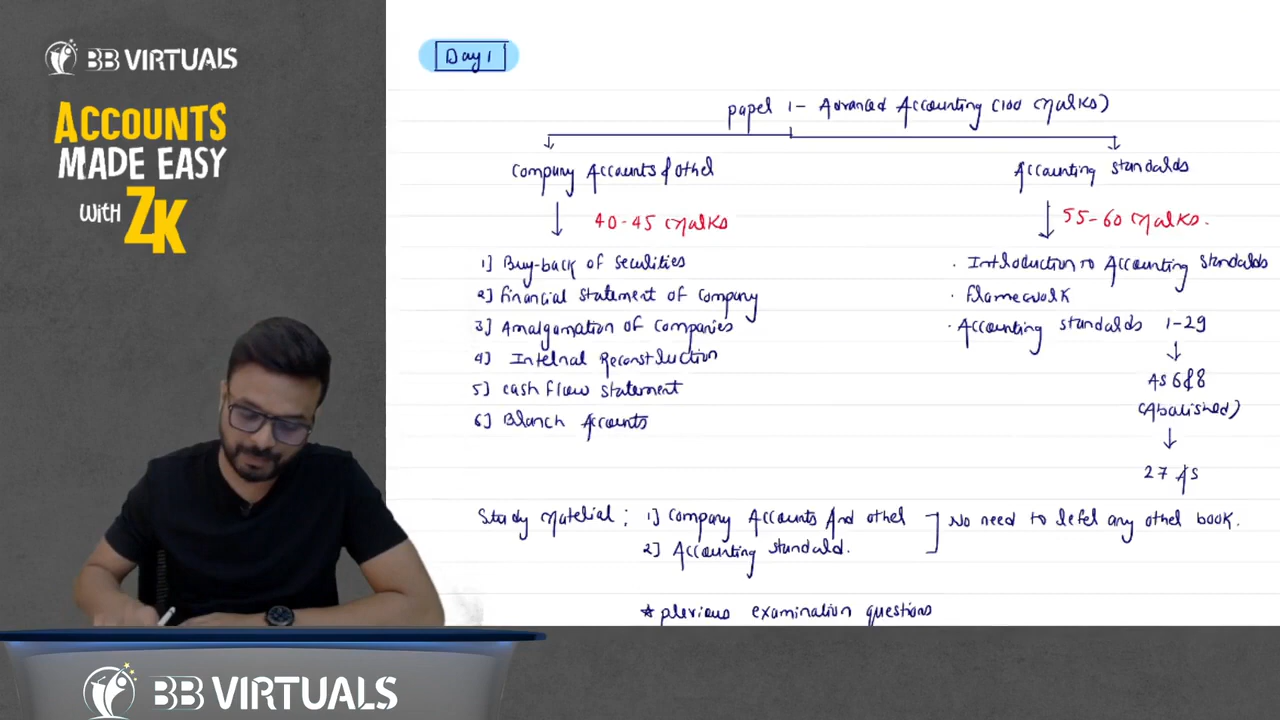 BB VIRTUALS
ACCOUNTS
MADE EASY
WITH ZK
Day 1
Paper 1 - Advanced Accounting (100 Marks)
Company Accounts & other
Accounting standards
40-45 Marks
55-60 Marks.
1] Buy-back of securities
2] Financial statement of company
3] Amalgamation of companies
4] Internal Reconstruction
5] cash flow statement
6] Branch Accounts
· Introduction to Accounting standards
· Framework
· Accounting standards 1-29
AS 6 & 8
(Abolished)
27 AS
Study Material : 1] Company Accounts And other
2] Accounting standard.
No need to refer any other book.
* previous examination questions
BB VIRTUALS